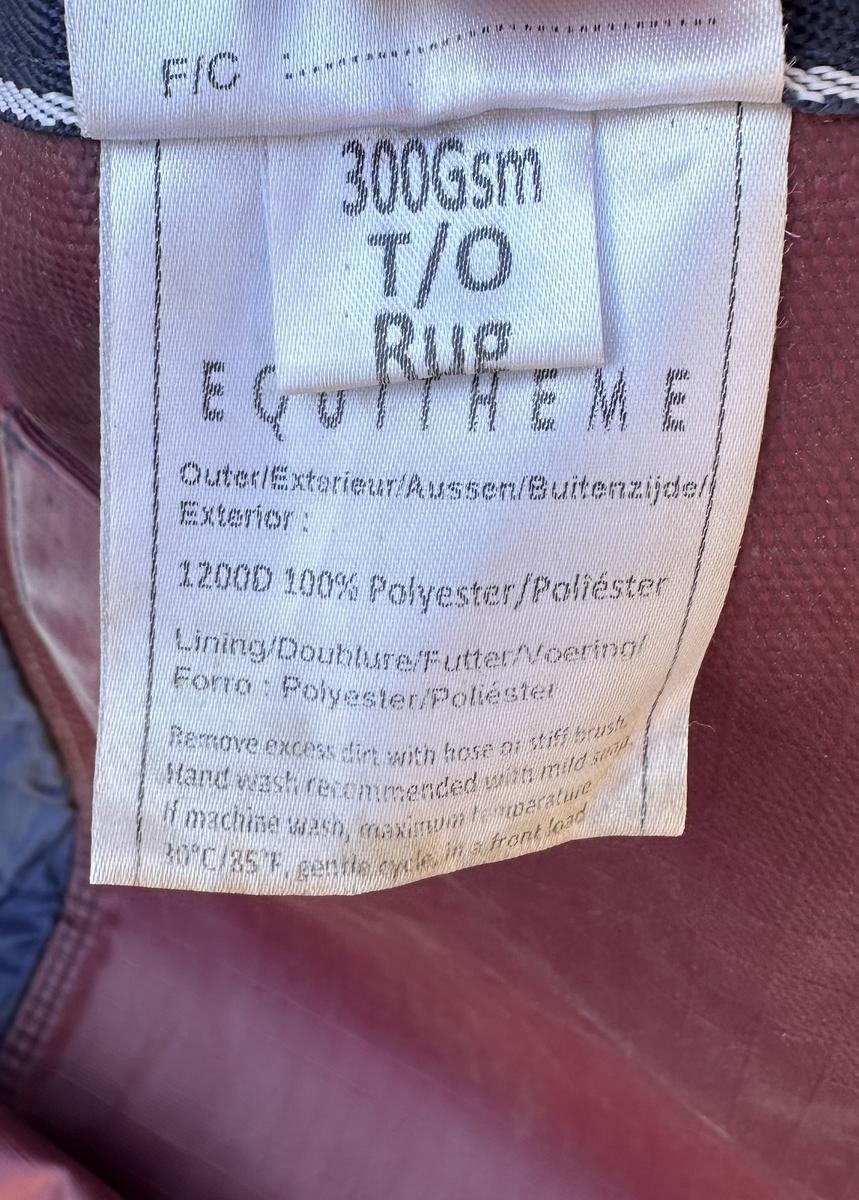 F/C
300Gsm
T/O
Rug
EQUITHEME
Outer/Exterieur/Aussen/Buitenzijde/
Exterior :
1200D 100% Polyester/Poliéster
Lining/Doublure/Futter/Voering/
Forro : Polyester/Poliéster
Remove excess dirt with hose or stiff brush.
Hand wash recommended with mild soap.
If machine wash, maximum temperature
30°C/85°F, gentle cycle, in a front load